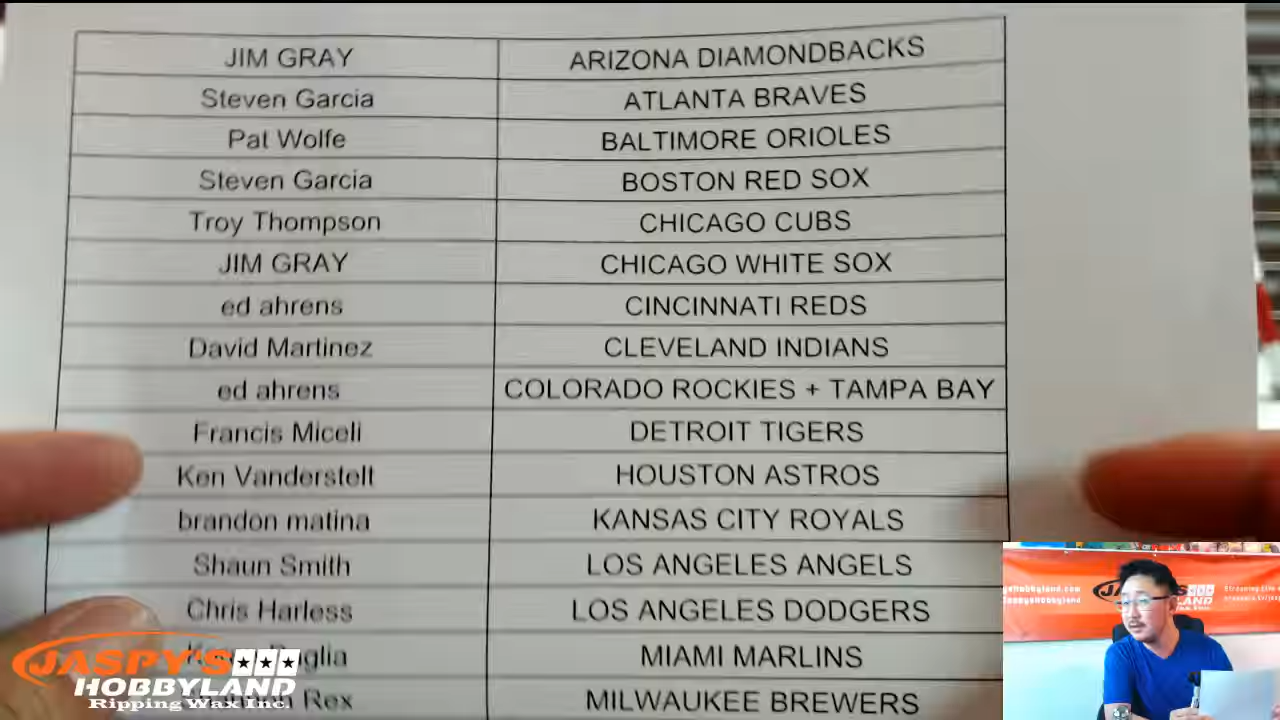 JIM GRAY ARIZONA DIAMONDBACKS
Steven Garcia ATLANTA BRAVES
Pat Wolfe BALTIMORE ORIOLES
Steven Garcia BOSTON RED SOX
Troy Thompson CHICAGO CUBS
JIM GRAY CHICAGO WHITE SOX
ed ahrens CINCINNATI REDS
David Martinez CLEVELAND INDIANS
ed ahrens COLORADO ROCKIES + TAMPA BAY
Francis Miceli DETROIT TIGERS
Ken Vanderstelt HOUSTON ASTROS
brandon matina KANSAS CITY ROYALS
Shaun Smith LOS ANGELES ANGELS
Chris Harless LOS ANGELES DODGERS
MIAMI MARLINS
Rex MILWAUKEE BREWERS
JASPY'S
HOBBYLAND
Ripping Wax Inc.